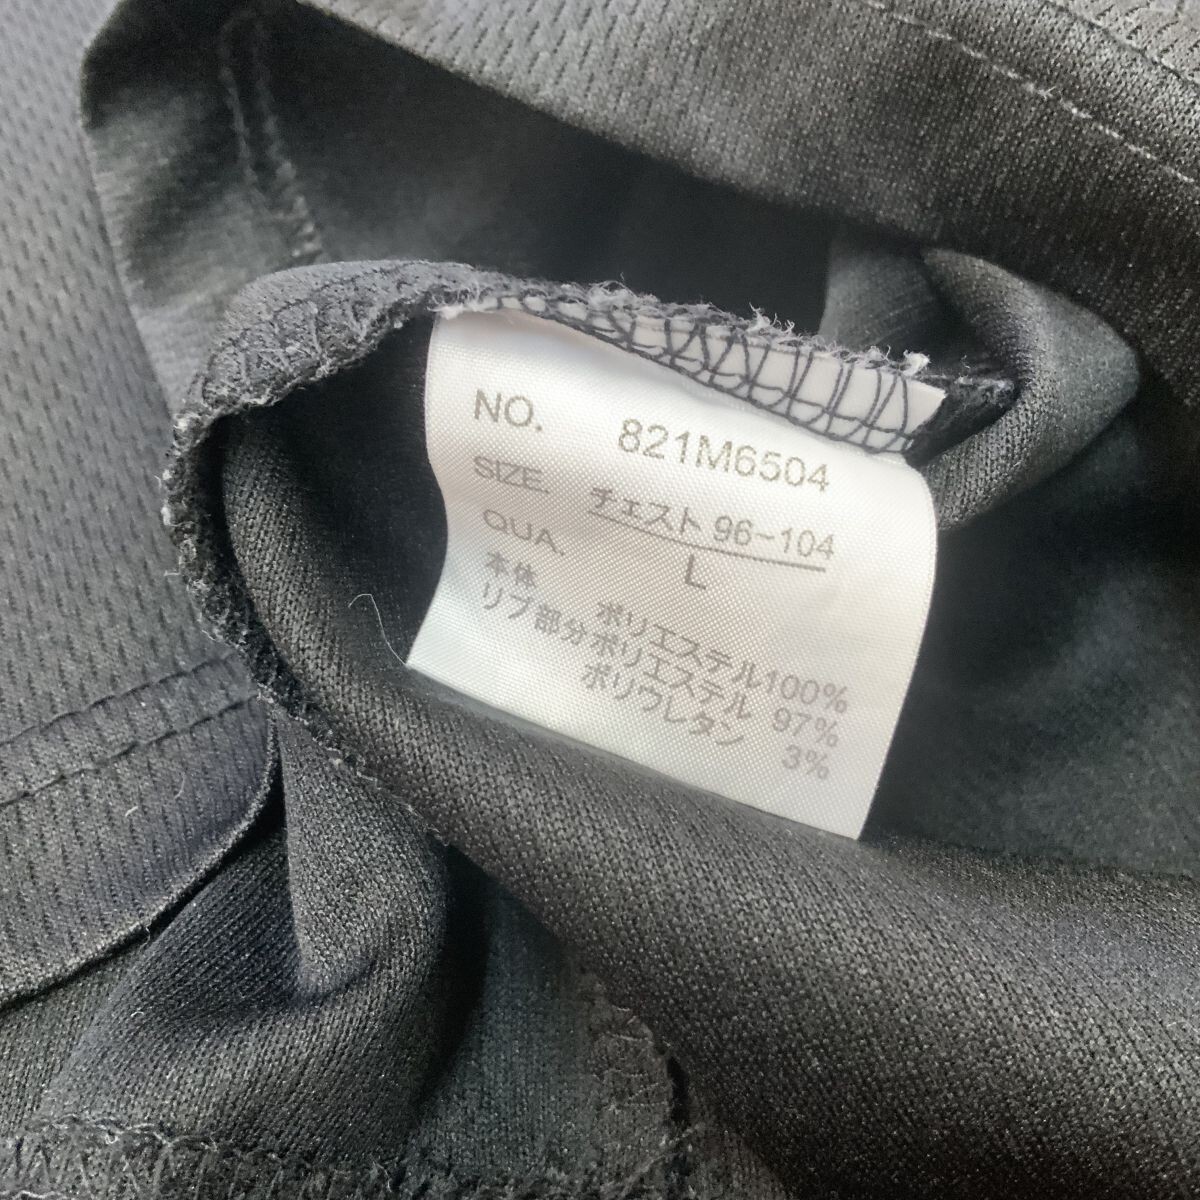 NO. 821M6504
SIZE. チェスト 96-104
L
QUA.
本体 ポリエステル100%
リブ部分ポリエステル 97%
ポリウレタン 3%